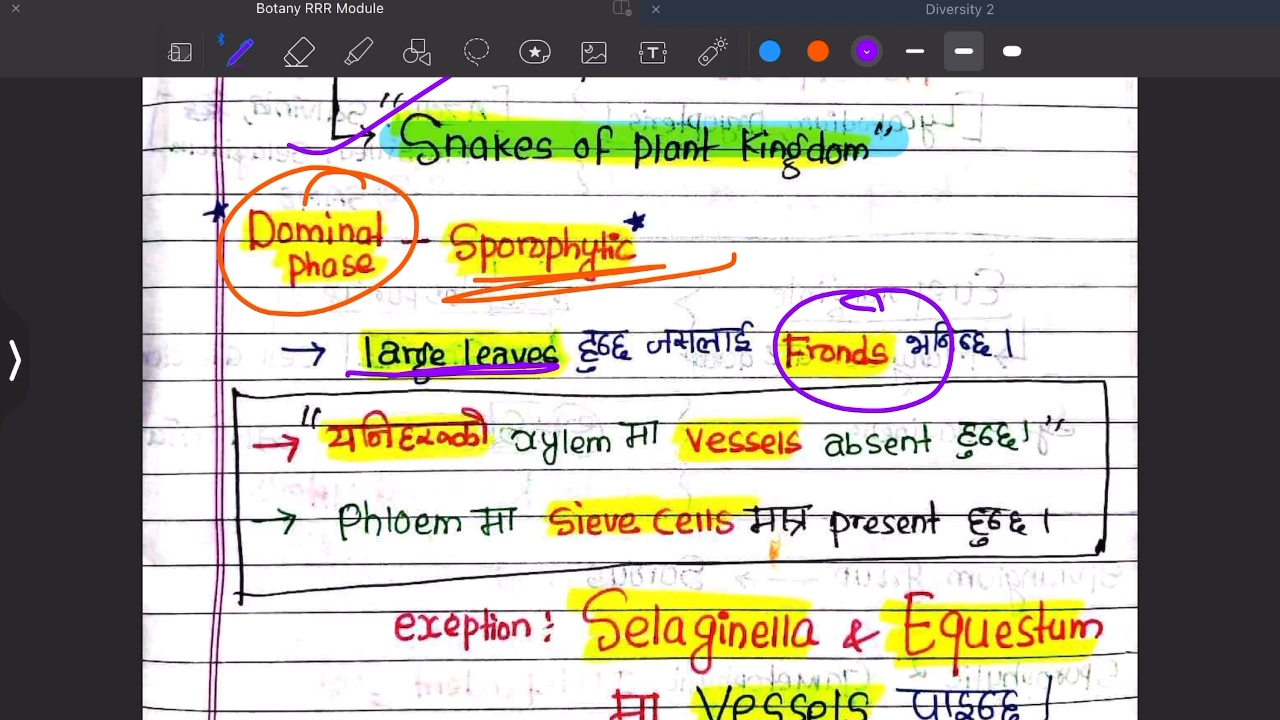 Botany RRR Module
Diversity 2
"Snakes of plant Kingdom"
Dominat phase - Sporophytic
→ large leaves हुन्छ जसलाई Fronds भनिन्छ ।
→ "यनिहरुको xylem मा vessels absent हुन्छ।"
→ Phloem मा Sieve cells मात्र present हुन्छ ।
exeption: Selaginella & Equestum
मा vessels पाइन्छ ।